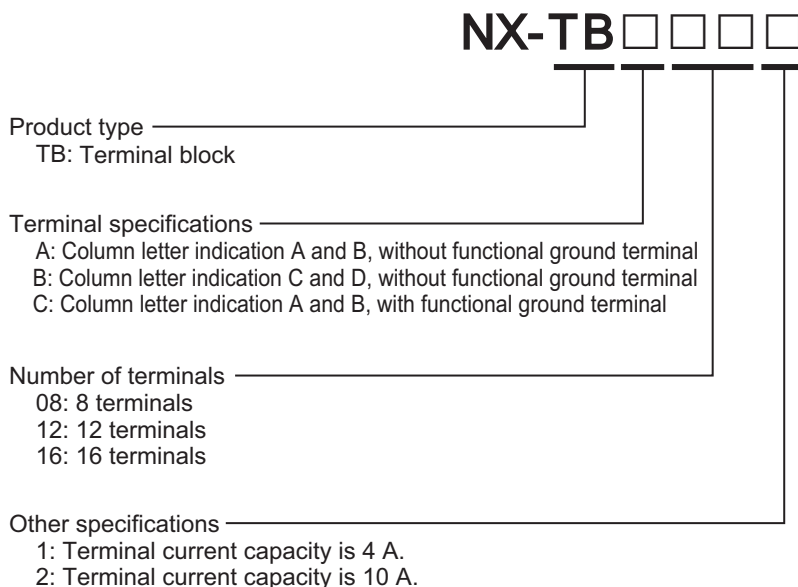 NX-TB□□□□
Product type
TB: Terminal block
Terminal specifications
A: Column letter indication A and B, without functional ground terminal
B: Column letter indication C and D, without functional ground terminal
C: Column letter indication A and B, with functional ground terminal
Number of terminals
08: 8 terminals
12: 12 terminals
16: 16 terminals
Other specifications
1: Terminal current capacity is 4 A.
2: Terminal current capacity is 10 A.